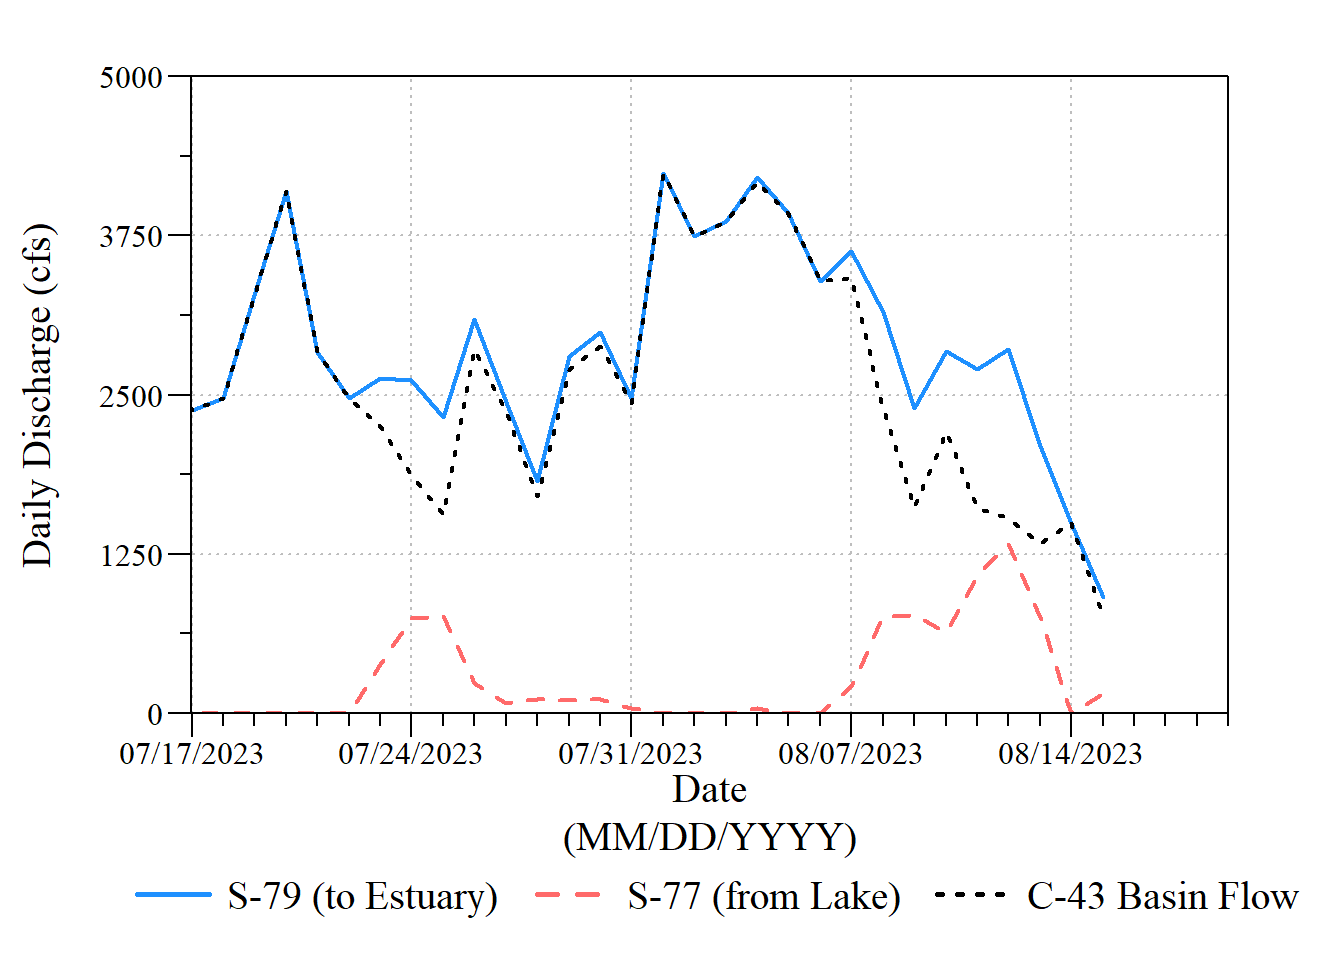 5000
3750
2500
1250
0
Daily Discharge (cfs)
07/17/2023 07/24/2023 07/31/2023 08/07/2023 08/14/2023
Date
(MM/DD/YYYY)
S-79 (to Estuary) S-77 (from Lake) C-43 Basin Flow